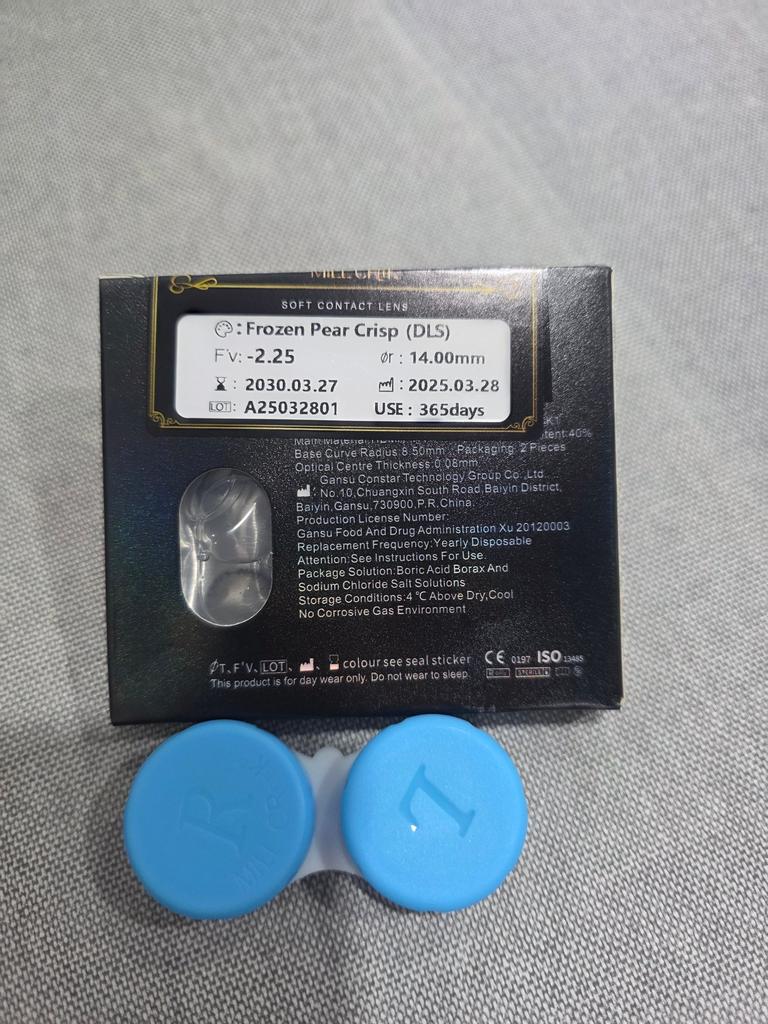 SOFT CONTACT LENS
: Frozen Pear Crisp (DLS)
F'v: -2.25 ør : 14.00mm
: 2030.03.27 : 2025.03.28
LOT: A25032801 USE : 365days
Main Material: 40%
Base Curve Radius:8.50mm Packaging:2 Pieces
Optical Centre Thickness:0.08mm
: Gansu Constar Technology Group Co.,Ltd.
No.10,Chuangxin South Road,Baiyin District,
Baiyin,Gansu,730900,P.R,China.
Production License Number:
Gansu Food And Drug Administration Xu 20120003
Replacement Frequency:Yearly Disposable
Attention:See Instructions For Use.
Package Solution:Boric Acid Borax And
Sodium Chloride Salt Solutions
Storage Conditions:4℃ Above Dry,Cool
No Corrosive Gas Environment
ØT、F'V、LOT、 、 colour see seal sticker
This product is for day wear only. Do not wear to sleep.
CE 0197 ISO 13485
R
MILL CREEK
L